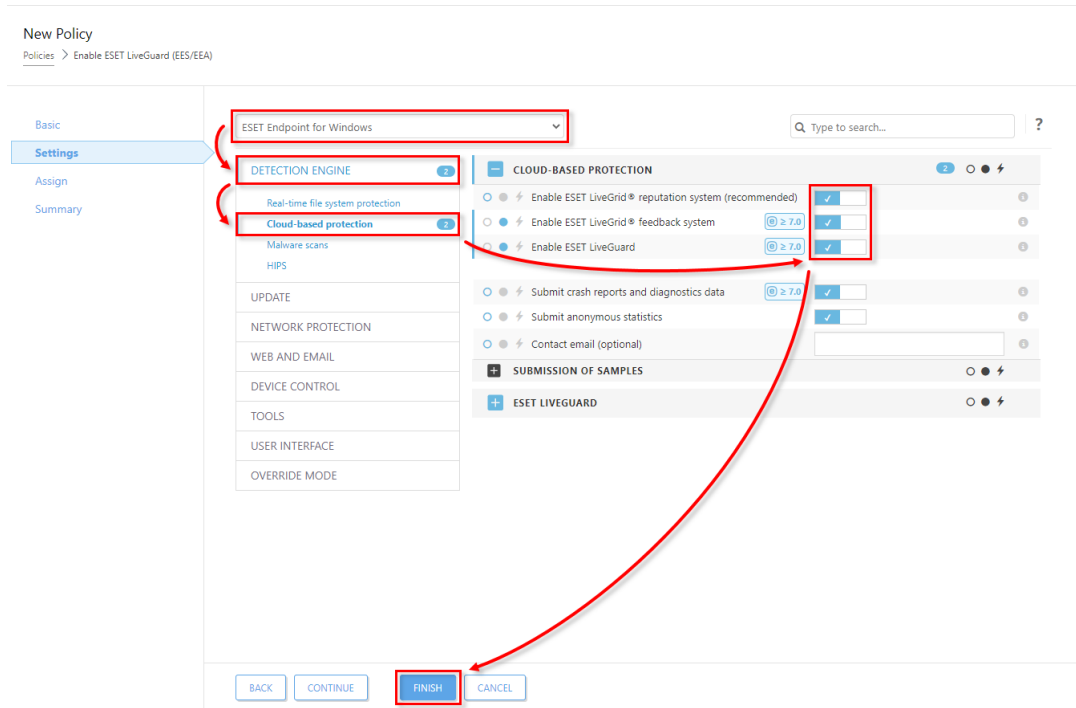 New Policy
Policies > Enable ESET LiveGuard (EES/EEA)
Basic
Settings
Assign
Summary
ESET Endpoint for Windows
Type to search...
?
DETECTION ENGINE 2
Real-time file system protection
Cloud-based protection 2
Malware scans
HIPS
UPDATE
NETWORK PROTECTION
WEB AND EMAIL
DEVICE CONTROL
TOOLS
USER INTERFACE
OVERRIDE MODE
CLOUD-BASED PROTECTION 2
Enable ESET LiveGrid® reputation system (recommended)
Enable ESET LiveGrid® feedback system ≥ 7.0
Enable ESET LiveGuard ≥ 7.0
Submit crash reports and diagnostics data ≥ 7.0
Submit anonymous statistics
Contact email (optional)
SUBMISSION OF SAMPLES
ESET LIVEGUARD
BACK CONTINUE FINISH CANCEL